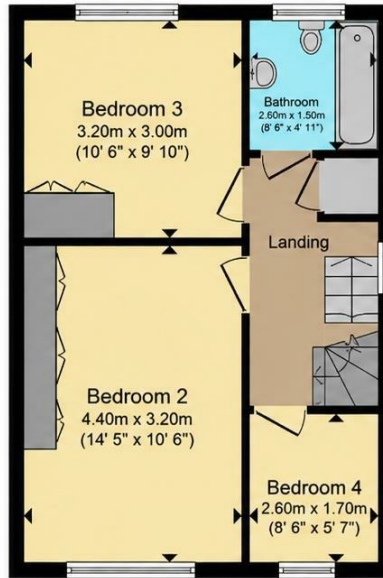 Bedroom 3
3.20m x 3.00m
(10' 6" x 9' 10")
Bathroom
2.60m x 1.50m
(8' 6" x 4' 11")
Landing
Bedroom 2
4.40m x 3.20m
(14' 5" x 10' 6")
Bedroom 4
2.60m x 1.70m
(8' 6" x 5' 7")